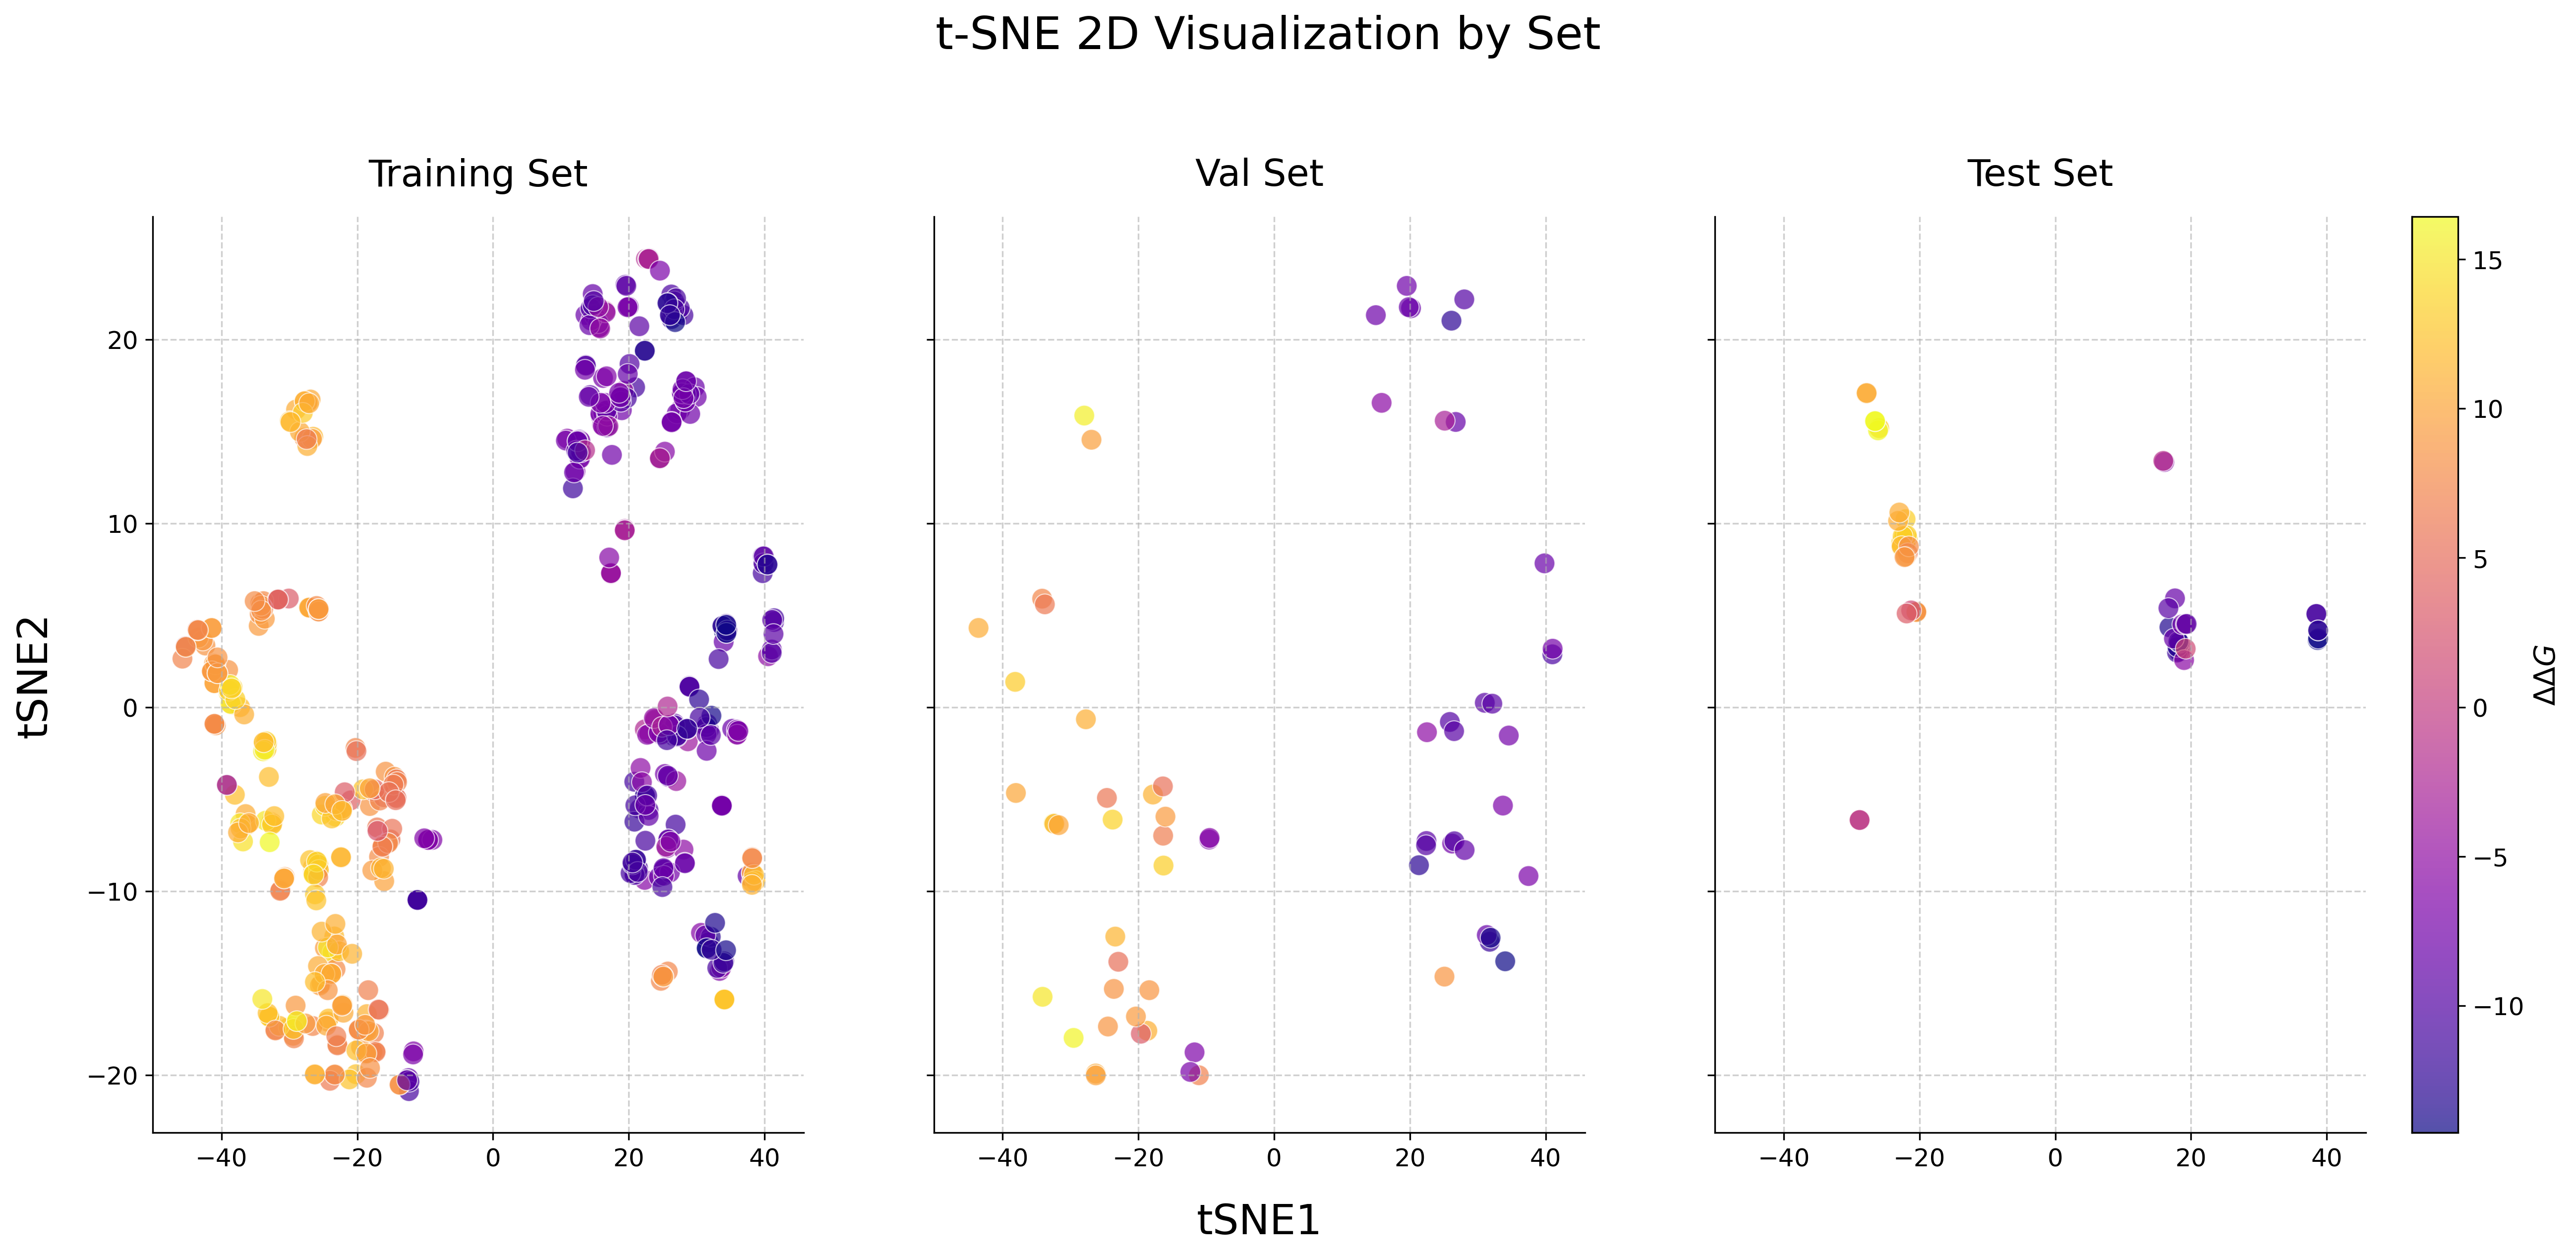 t-SNE 2D Visualization by Set
Training Set
Val Set
Test Set
tSNE2
20
10
0
−10
−20
−40 −20 0 20 40
−40 −20 0 20 40
−40 −20 0 20 40
tSNE1
15
10
5
0
−5
−10
ΔΔG